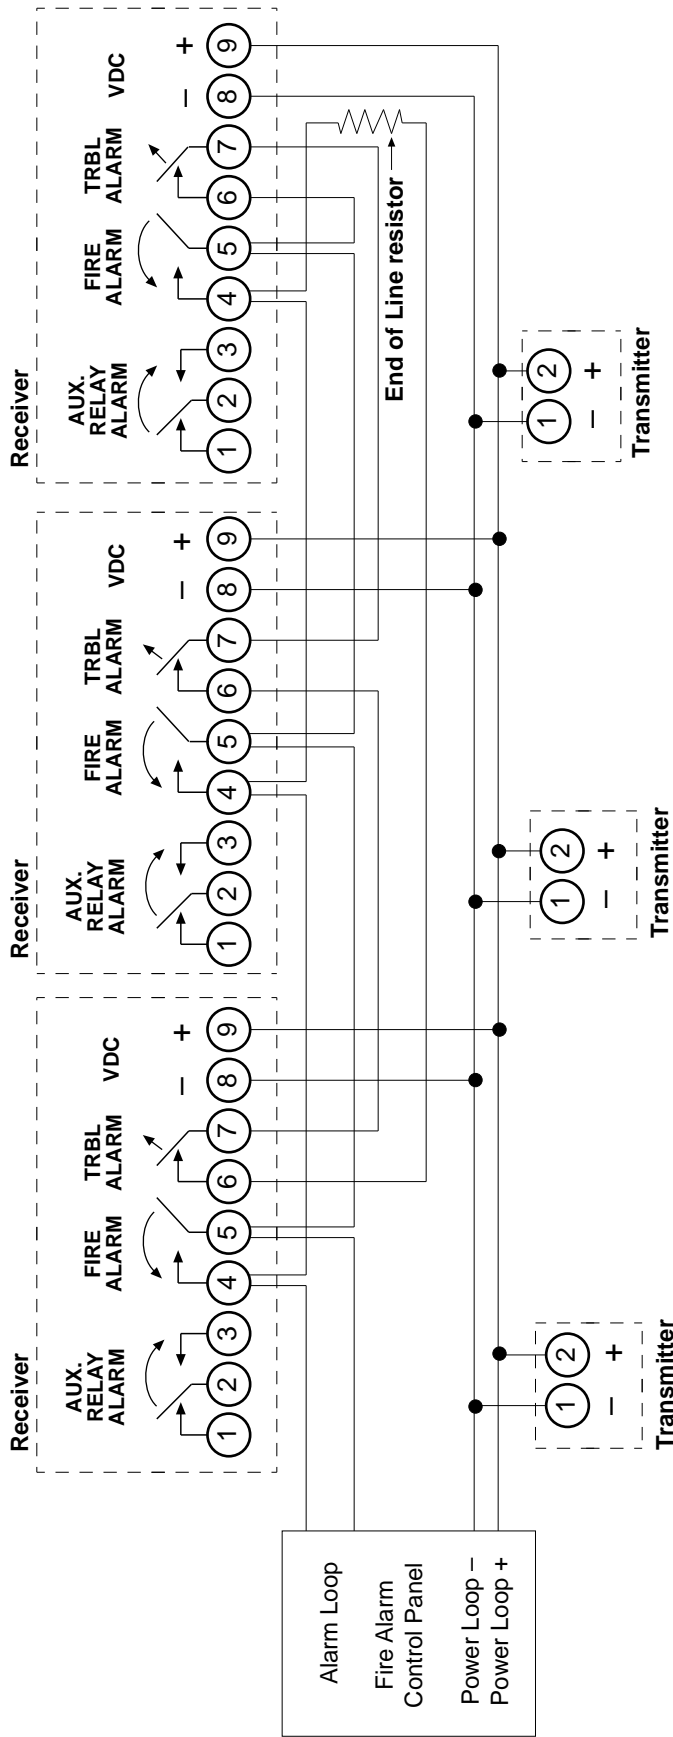 Receiver
AUX.
RELAY
ALARM
FIRE
ALARM
TRBL
ALARM
VDC
– +
1 2 3 4 5 6 7 8 9
Receiver
AUX.
RELAY
ALARM
FIRE
ALARM
TRBL
ALARM
VDC
– +
1 2 3 4 5 6 7 8 9
Receiver
AUX.
RELAY
ALARM
FIRE
ALARM
TRBL
ALARM
VDC
– +
1 2 3 4 5 6 7 8 9
End of Line resistor
Alarm Loop
Fire Alarm
Control Panel
Power Loop –
Power Loop +
1 2
– +
Transmitter
1 2
– +
Transmitter
1 2
– +
Transmitter